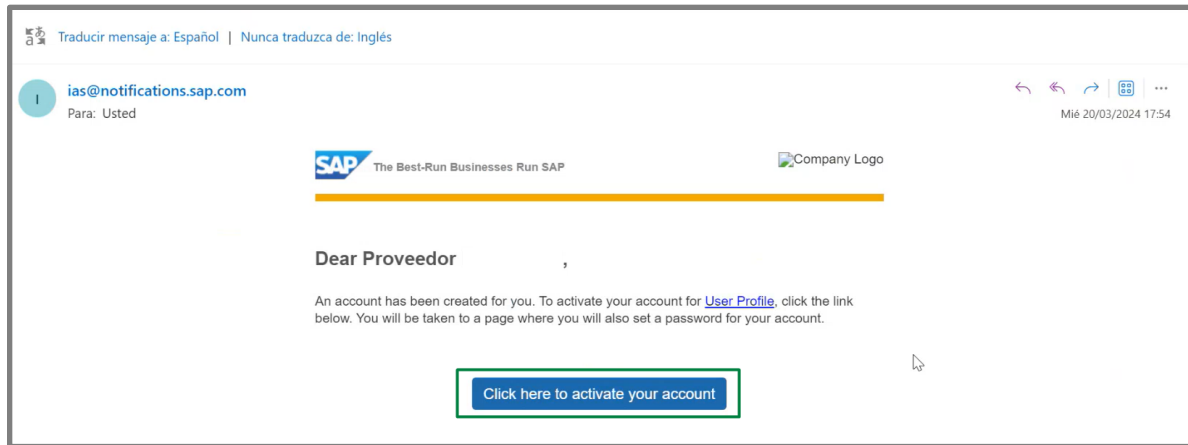 Traducir mensaje a: Español | Nunca traduzca de: Inglés
I
ias@notifications.sap.com
Para: Usted
Mié 20/03/2024 17:54
SAP The Best-Run Businesses Run SAP
Company Logo
Dear Proveedor ,
An account has been created for you. To activate your account for User Profile, click the link
below. You will be taken to a page where you will also set a password for your account.
Click here to activate your account